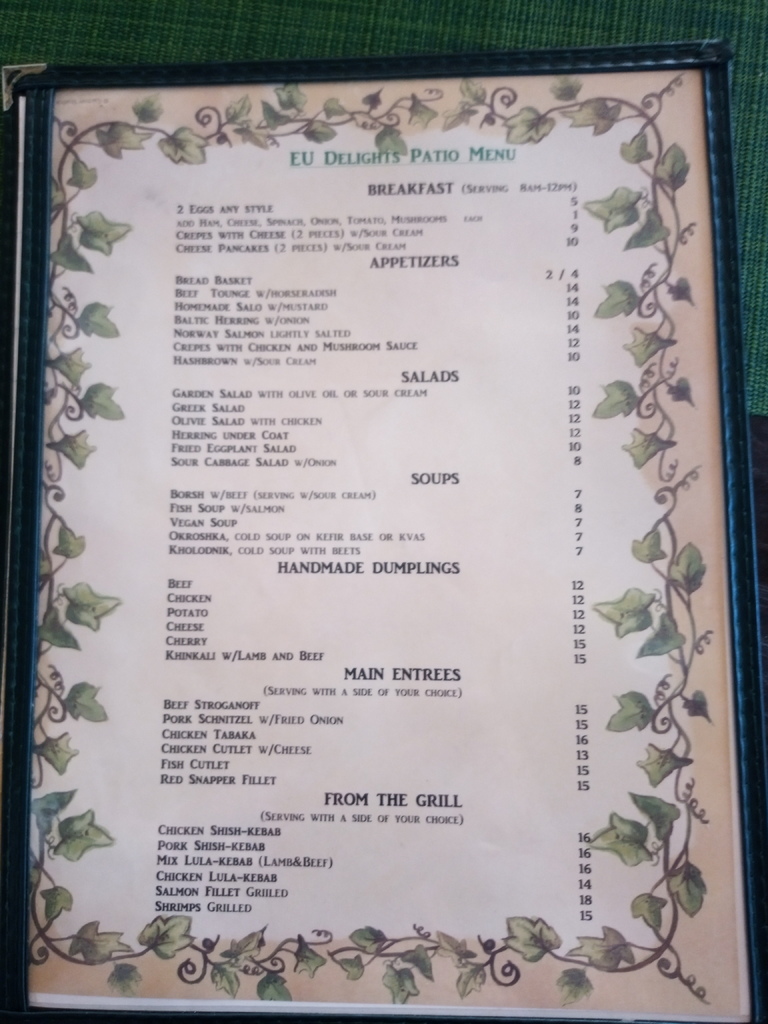 EU Delights Patio Menu
BREAKFAST (Serving 8am-12pm)
2 Eggs any style 5
add Ham, Cheese, Spinach, Onion, Tomato, Mushrooms each 1
Crepes with Cheese (2 pieces) w/Sour Cream 9
Cheese Pancakes (2 pieces) w/Sour Cream 10
APPETIZERS
Bread Basket 2 / 4
Beef Tounge w/horseradish 14
Homemade Salo w/mustard 14
Baltic Herring w/onion 10
Norway Salmon lightly salted 14
Crepes with Chicken and Mushroom Sauce 12
Hashbrown w/Sour Cream 10
SALADS
Garden Salad with olive oil or sour cream 10
Greek Salad 12
Olivie Salad with chicken 12
Herring under Coat 12
Fried Eggplant Salad 10
Sour Cabbage Salad w/Onion 8
SOUPS
Borsh w/beef (serving w/sour cream) 7
Fish Soup w/salmon 8
Vegan Soup 7
Okroshka, cold soup on kefir base or kvas 7
Kholodnik, cold soup with beets 7
HANDMADE DUMPLINGS
Beef 12
Chicken 12
Potato 12
Cheese 12
Cherry 15
Khinkali w/Lamb and Beef 15
MAIN ENTREES
(Serving with a side of your choice)
Beef Stroganoff 15
Pork Schnitzel w/Fried Onion 15
Chicken Tabaka 16
Chicken Cutlet w/Cheese 13
Fish Cutlet 15
Red Snapper Fillet 15
FROM THE GRILL
(Serving with a side of your choice)
Chicken Shish-kebab 16
Pork Shish-kebab 16
Mix Lula-kebab (Lamb&Beef) 16
Chicken Lula-kebab 14
Salmon Fillet Griiled 18
Shrimps Grilled 15